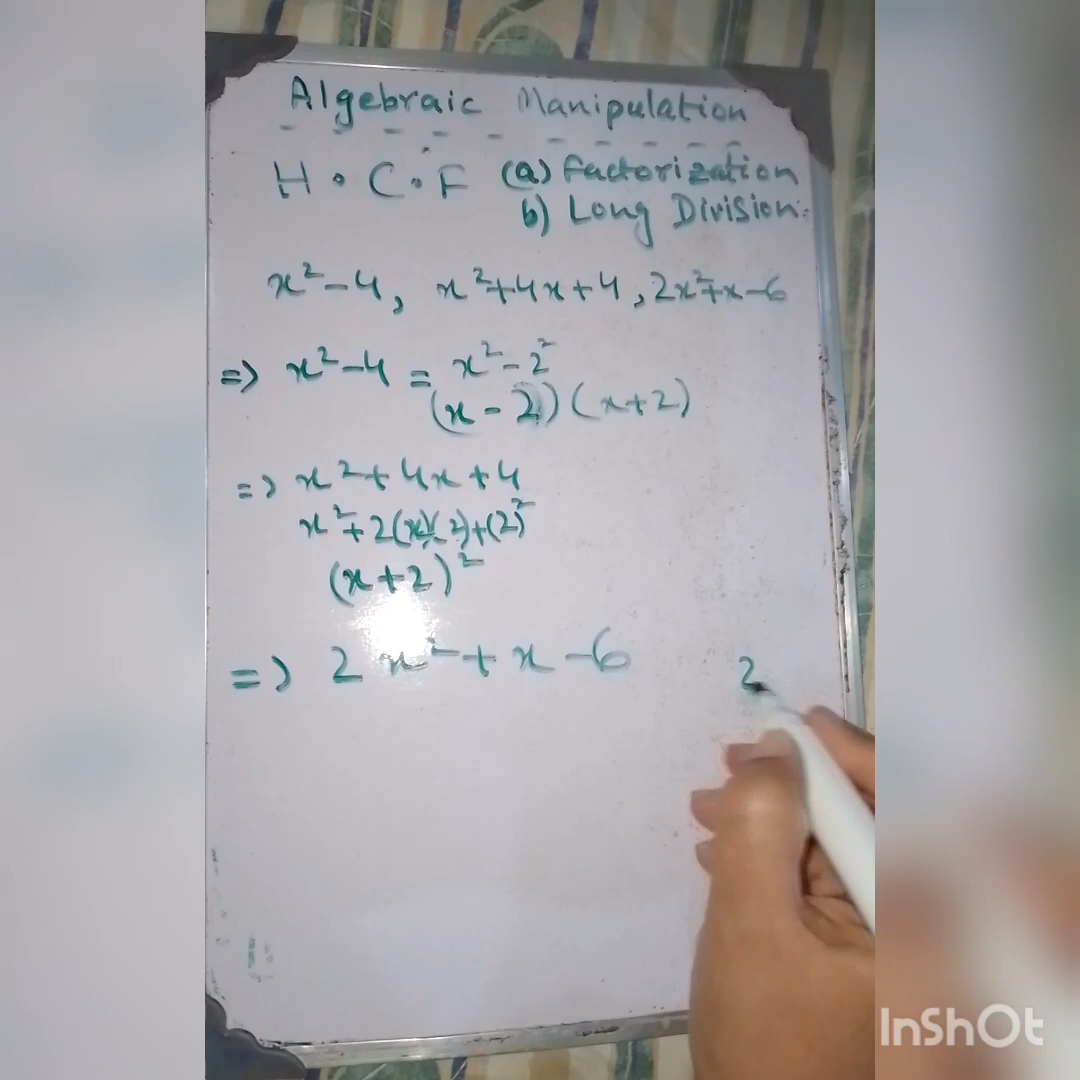 Algebraic Manipulation
H.C.F (a) Factorization
b) Long Division:
x²-4, x²+4x+4, 2x²+x-6
=> x²-4 = x²-2²
(x-2)(x+2)
=> x²+4x+4
x²+2(x)(2)+(2)²
(x+2)²
=> 2x²+x-6 2
InShOt